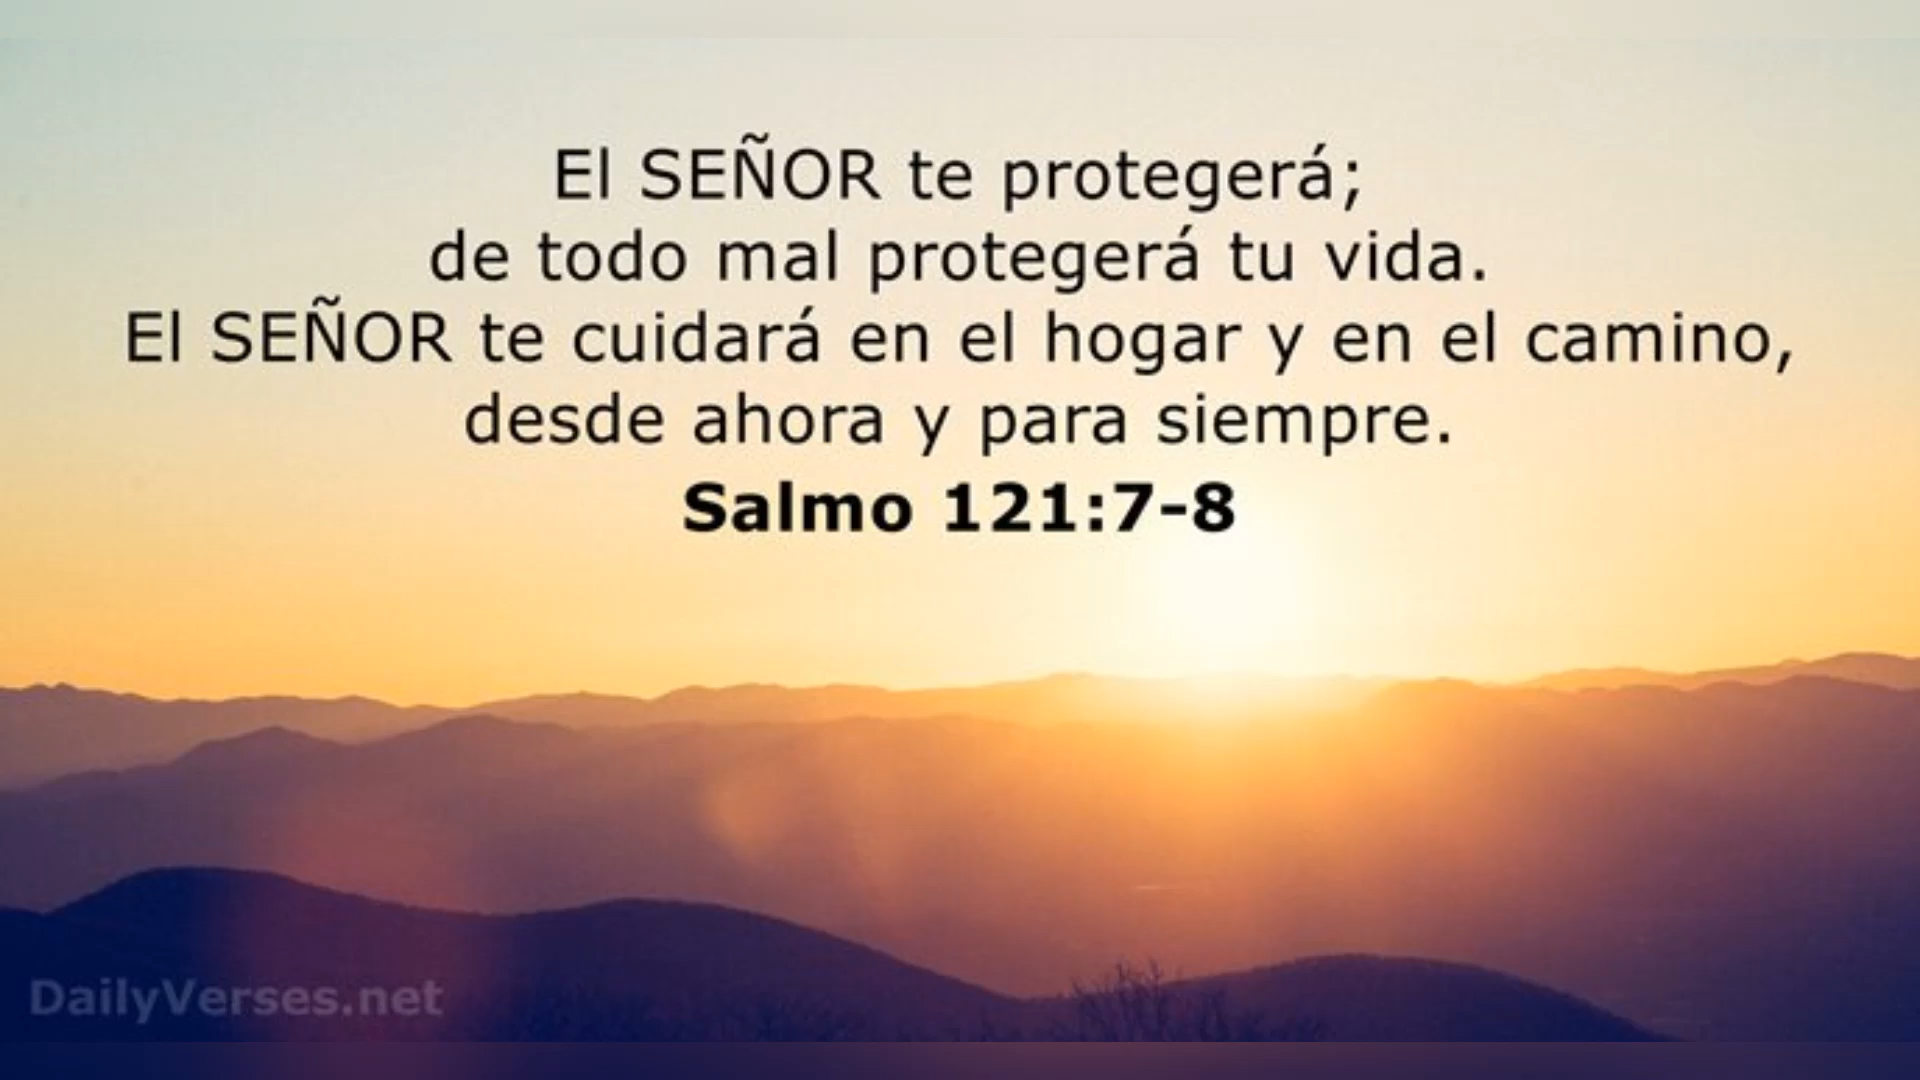 El SEÑOR te protegerá;
de todo mal protegerá tu vida.
El SEÑOR te cuidará en el hogar y en el camino,
desde ahora y para siempre.
Salmo 121:7-8
DailyVerses.net